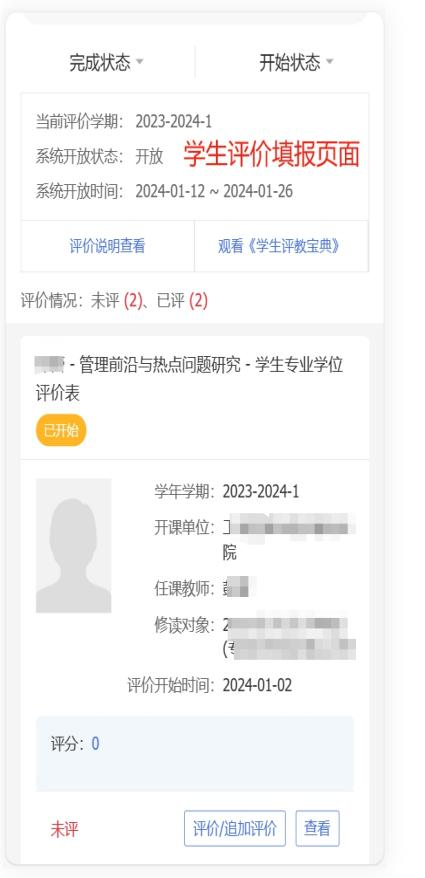 完成状态 开始状态
当前评价学期： 2023-2024-1
系统开放状态： 开放 学生评价填报页面
系统开放时间： 2024-01-12 ~ 2024-01-26
评价说明查看 观看《学生评教宝典》
评价情况：未评 (2)、已评 (2)
- 管理前沿与热点问题研究 - 学生专业学位
评价表
已开始
学年学期： 2023-2024-1
开课单位：
院
任课教师：
修读对象： 2
评价开始时间： 2024-01-02
评分：0
未评 评价/追加评价 查看